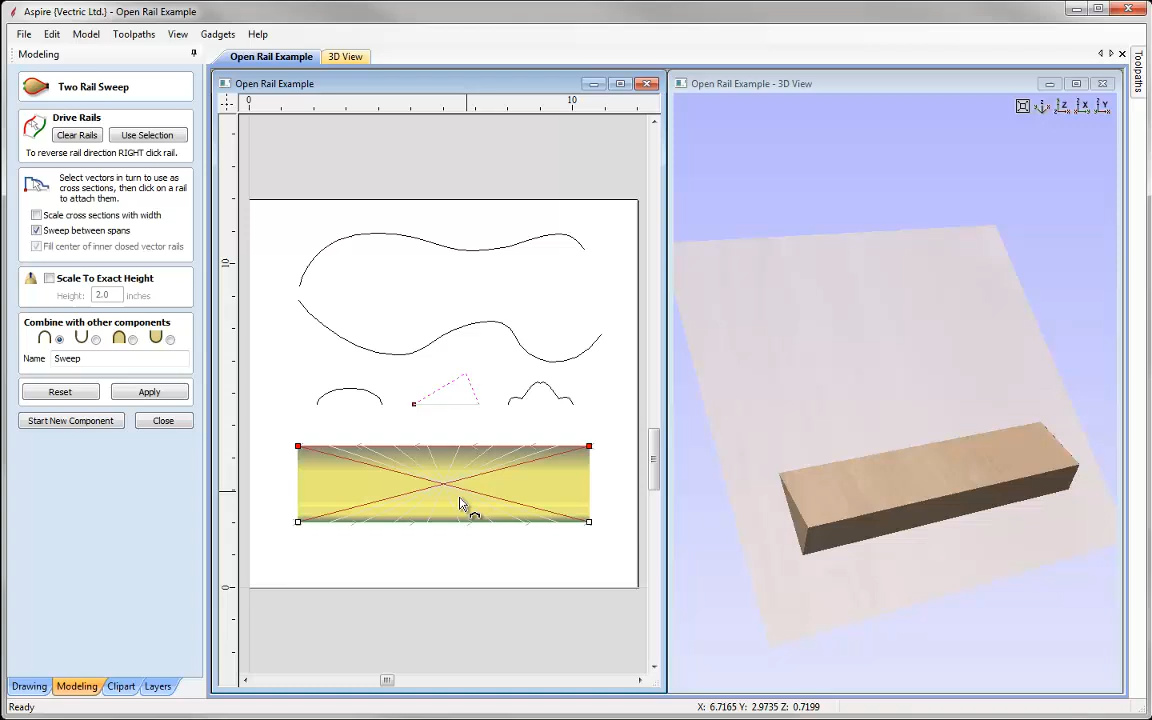 Aspire {Vectric Ltd.} - Open Rail Example
File Edit Model Toolpaths View Gadgets Help
Modeling
Open Rail Example 3D View
Toolpaths
Two Rail Sweep
Open Rail Example
Open Rail Example - 3D View
0 10
Z X Y
Drive Rails
Clear Rails Use Selection
To reverse rail direction RIGHT click rail.
Select vectors in turn to use as
cross sections, then click on a rail
to attach them.
Scale cross sections with width
Sweep between spans
Fill center of inner closed vector rails
10
Scale To Exact Height
Height: 2.0 inches
Combine with other components
Name Sweep
Reset Apply
Start New Component Close
0
Drawing Modeling Clipart Layers
Ready
X: 6.7165 Y: 2.9735 Z: 0.7199